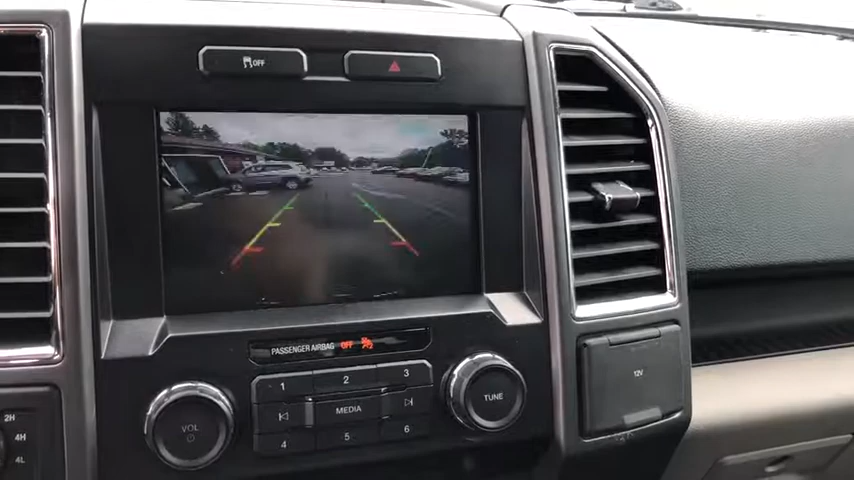 OFF
PASSENGER AIRBAG OFF
1 2 3
MEDIA
4 5 6
VOL
TUNE
12V
2H
4H
4L